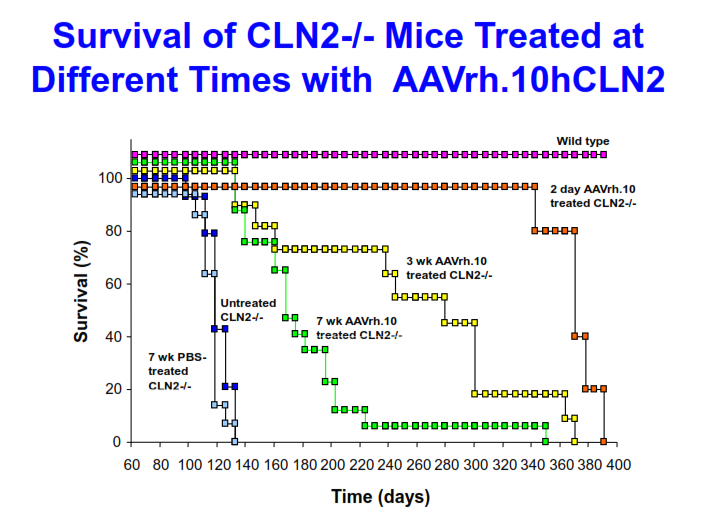 Survival of CLN2-/- Mice Treated at
Different Times with AAVrh.10hCLN2
Wild type
2 day AAVrh.10
treated CLN2-/-
3 wk AAVrh.10
treated CLN2-/-
Untreated
CLN2-/-
7 wk AAVrh.10
treated CLN2-/-
7 wk PBS-
treated
CLN2-/-
Survival (%)
100
80
60
40
20
0
60 80 100 120 140 160 180 200 220 240 260 280 300 320 340 360 380 400
Time (days)